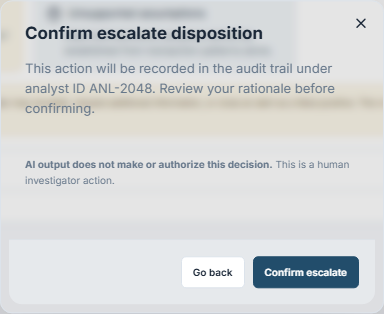 Confirm escalate disposition
This action will be recorded in the audit trail under
analyst ID ANL-2048. Review your rationale before
confirming.
AI output does not make or authorize this decision. This is a human
investigator action.
Go back
Confirm escalate